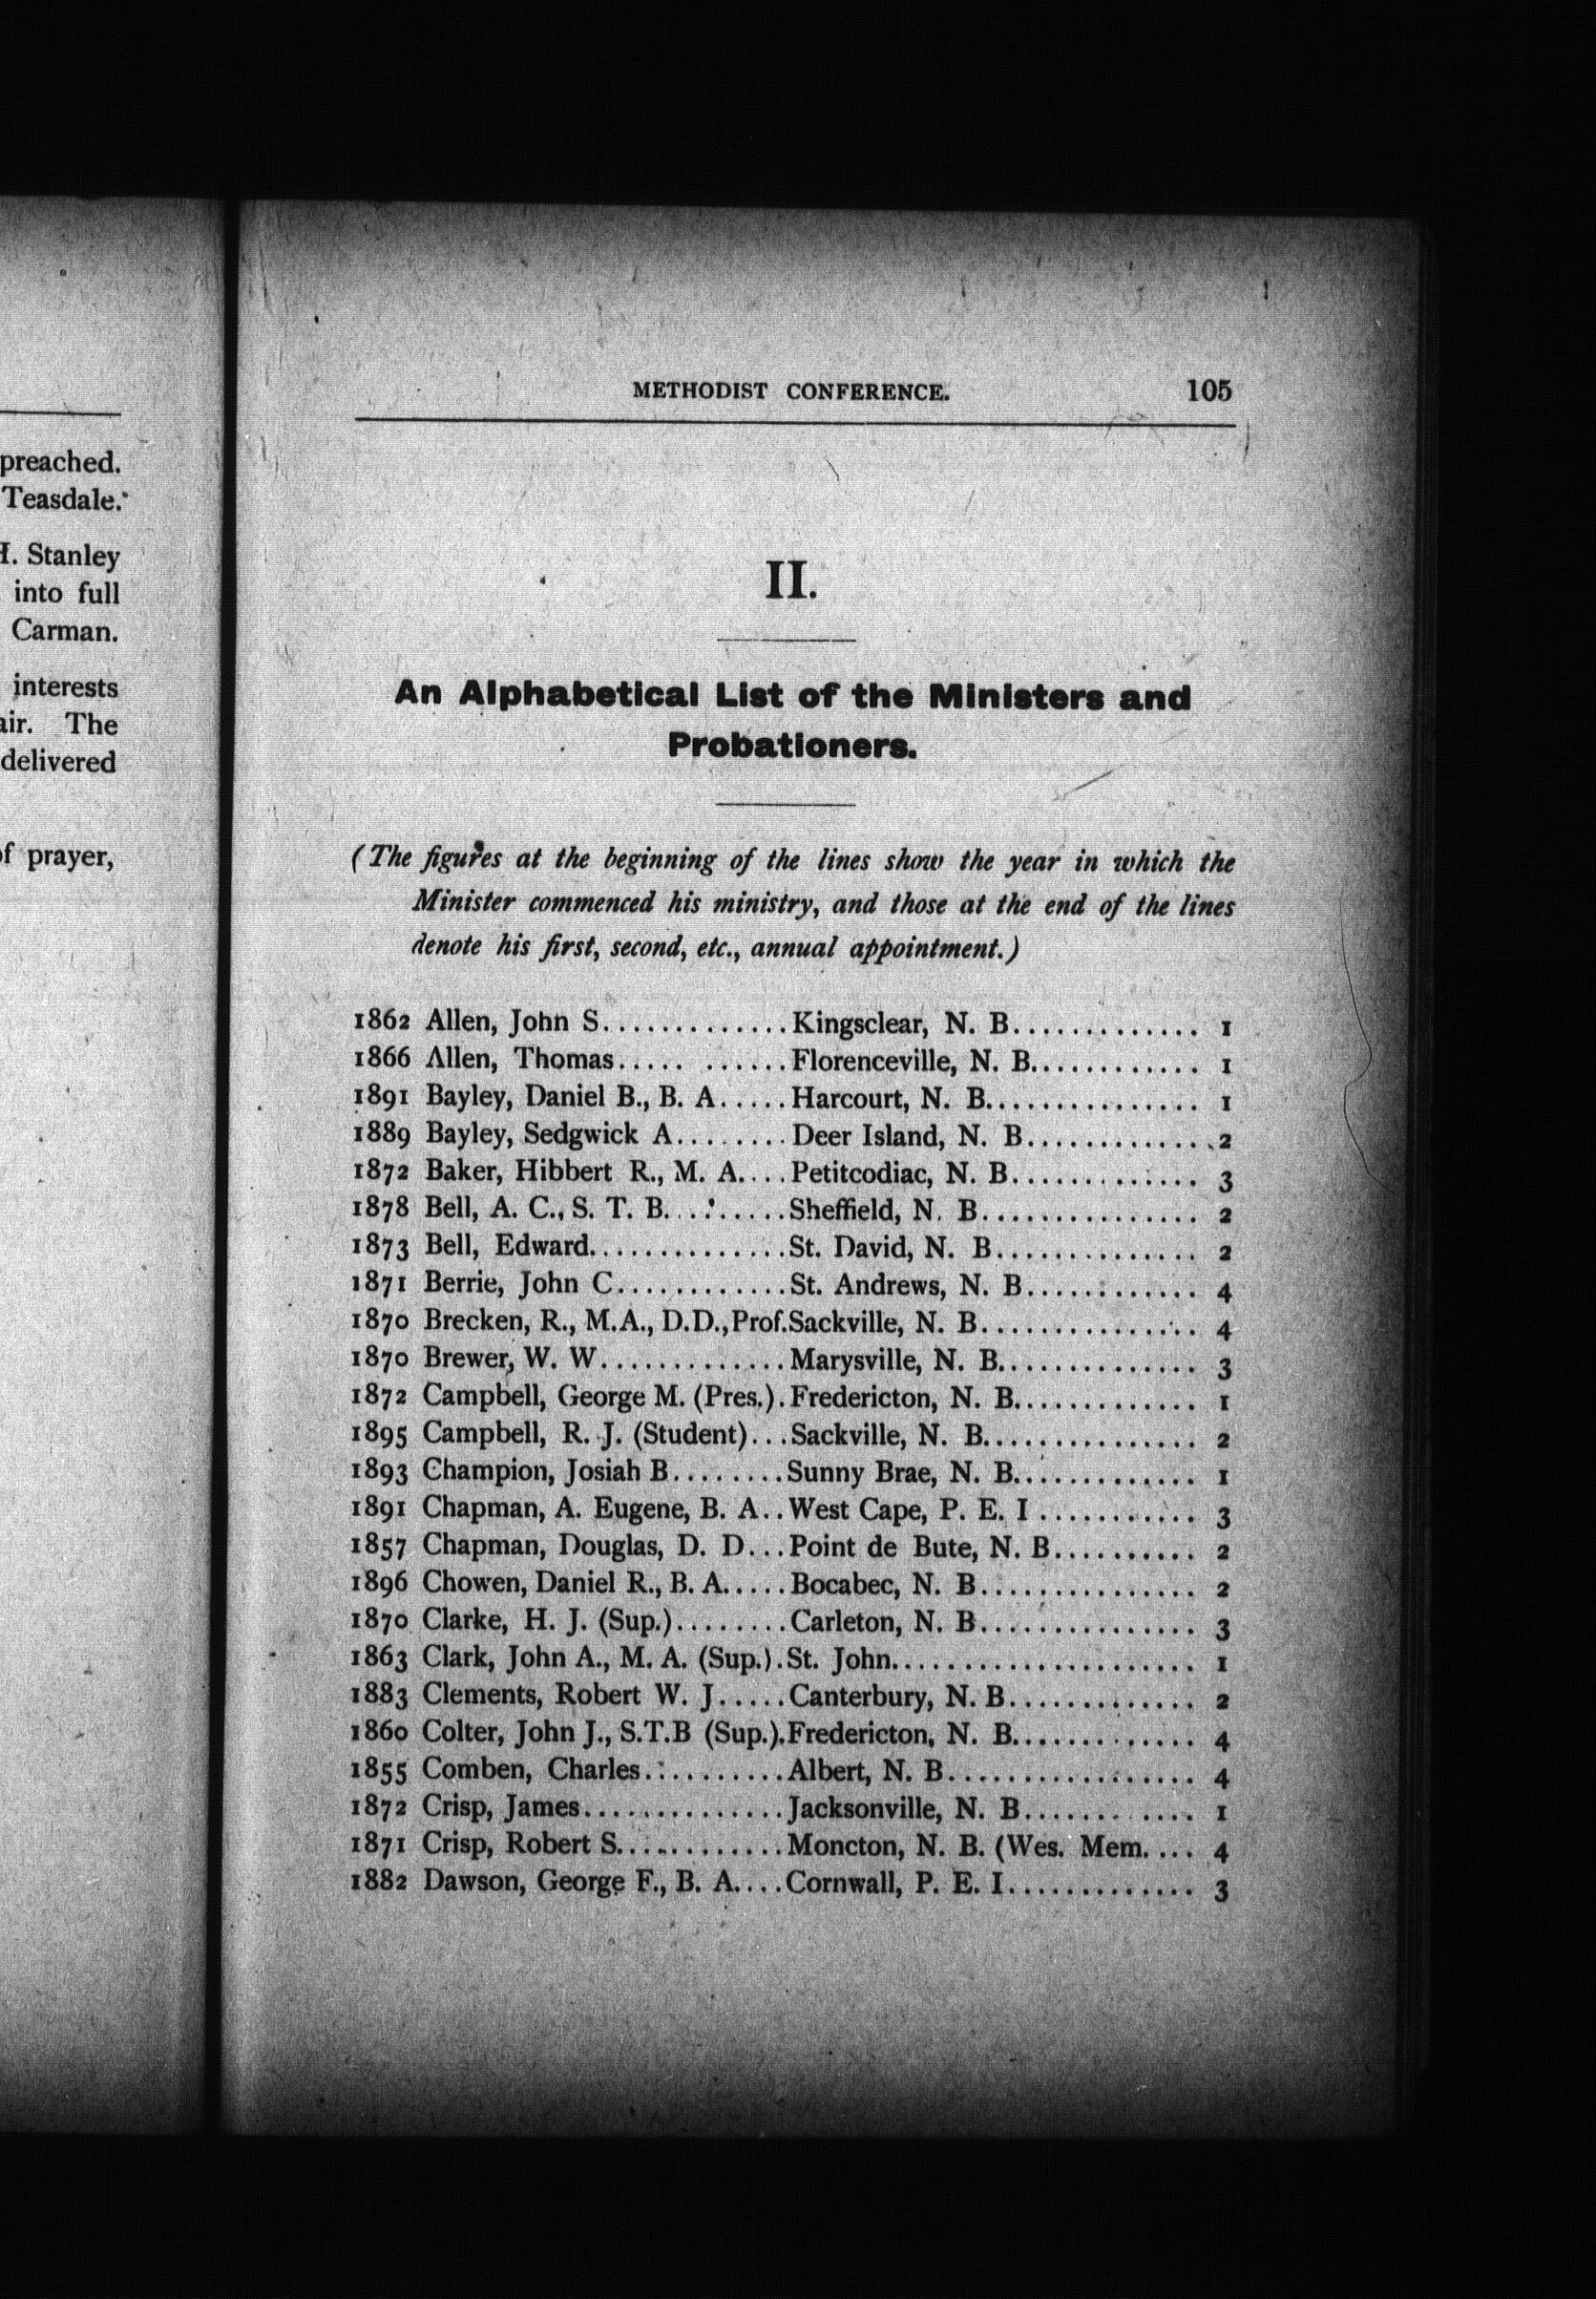 preached.
Teasdale.
H. Stanley
into full
Carman.
interests
The
delivered
of prayer,
METHODIST CONFERENCE. 105
II.
An Alphabetical List of the Ministers and
Probationers.
(The figures at the beginning of the lines show the year in which the
Minister commenced his ministry, and those at the end of the lines
denote his first, second, etc., annual appointment.)
1862 Allen, John S.............Kingsclear, N. B............. 1
1866 Allen, Thomas..... ......Florenceville, N. B............ 1
1891 Bayley, Daniel B., B. A.....Harcourt, N. B............... 1
1889 Bayley, Sedgwick A........Deer Island, N. B............. 2
1872 Baker, Hibbert R., M. A....Petitcodiac, N. B............. 3
1878 Bell, A. C., S. T. B.........Sheffield, N. B............... 2
1873 Bell, Edward..............St. David, N. B.............. 2
1871 Berrie, John C............St. Andrews, N. B............ 4
1870 Brecken, R., M.A., D.D., Prof.Sackville, N. B............... 4
1870 Brewer, W. W.............Marysville, N. B.............. 3
1872 Campbell, George M. (Pres.).Fredericton, N. B............. 1
1895 Campbell, R. J. (Student)...Sackville, N. B............... 2
1893 Champion, Josiah B........Sunny Brae, N. B............. 1
1891 Chapman, A. Eugene, B. A..West Cape, P. E. I ........... 3
1857 Chapman, Douglas, D. D...Point de Bute, N. B.......... 2
1896 Chowen, Daniel R., B. A.....Bocabec, N. B............... 2
1870 Clarke, H. J. (Sup.)........Carleton, N. B............... 3
1863 Clark, John A., M. A. (Sup.).St. John..................... 1
1883 Clements, Robert W. J.....Canterbury, N. B............. 2
1860 Colter, John J., S.T.B (Sup.).Fredericton, N. B............. 4
1855 Comben, Charles..........Albert, N. B................. 4
1872 Crisp, James..............Jacksonville, N. B............ 1
1871 Crisp, Robert S............Moncton, N. B. (Wes. Mem. ... 4
1882 Dawson, George F., B. A....Cornwall, P. E. I............. 3